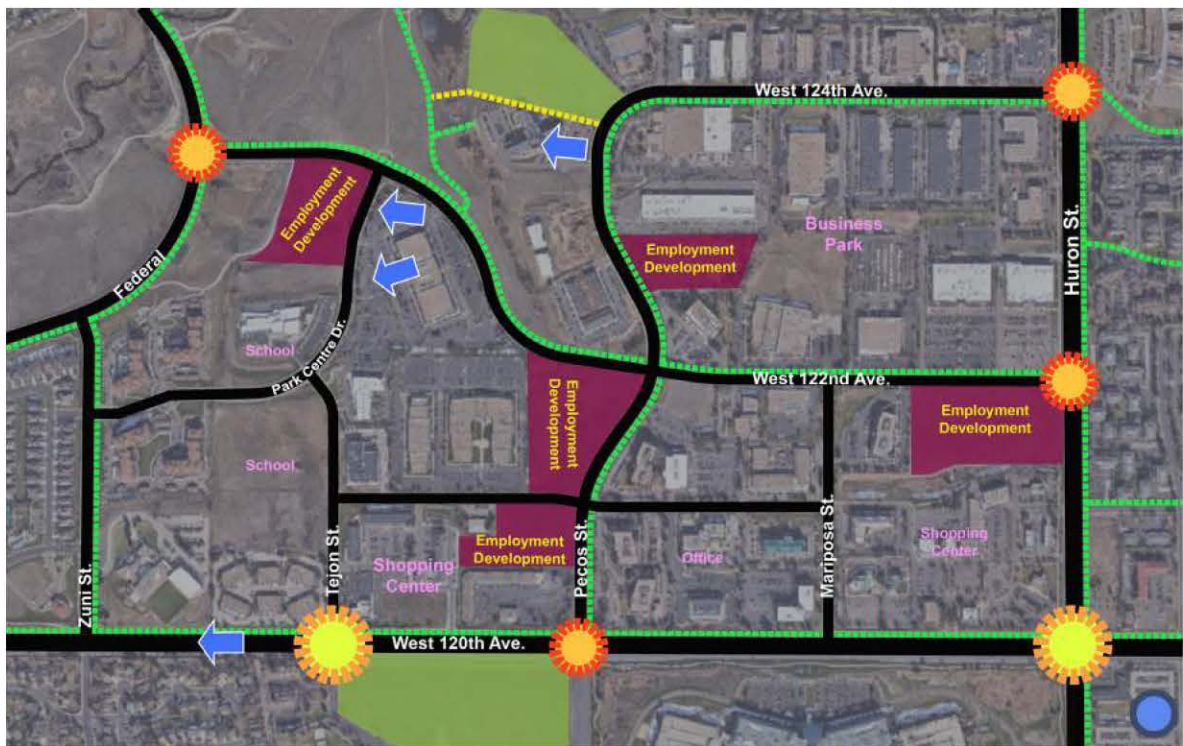 West 124th Ave.
Employment
Development
Business
Park
Employment
Development
Huron St.
Federal
School
Park Centre Dr.
West 122nd Ave.
Employment
Development
Employment
Development
School
Zuni St.
Tejon St.
Employment
Development
Shopping
Center
Pecos St.
Office
Mariposa St.
Shopping
Center
West 120th Ave.